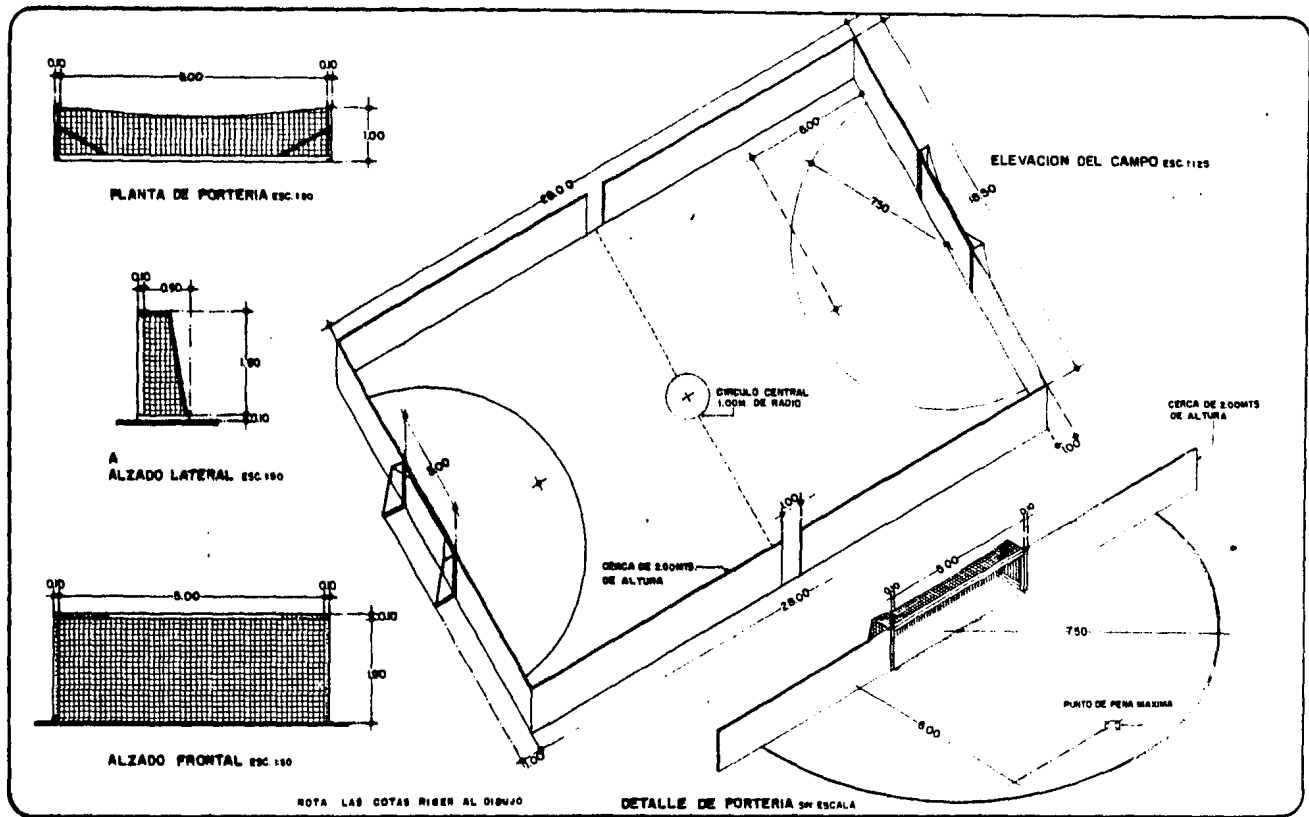 0.10
5.00
0.10
1.00
PLANTA DE PORTERIA ESC. 1:50
0.10
0.90
1.90
0.10
A
ALZADO LATERAL ESC. 1:50
0.10
5.00
0.10
0.10
1.90
ALZADO FRONTAL ESC. 1:50
28.00
6.00
7.50
18.50
ELEVACION DEL CAMPO ESC. 1:125
CIRCULO CENTRAL
1.00M. DE RADIO
5.00
1.00
1.00
CERCA DE 2.00MTS.
DE ALTURA
28.00
1.00
CERCA DE 2.00MTS
DE ALTURA
0.10
5.00
0.10
7.50
6.00
PUNTO DE PENA MAXIMA
NOTA LAS COTAS RIGEN AL DIBUJO
DETALLE DE PORTERIA SIN ESCALA